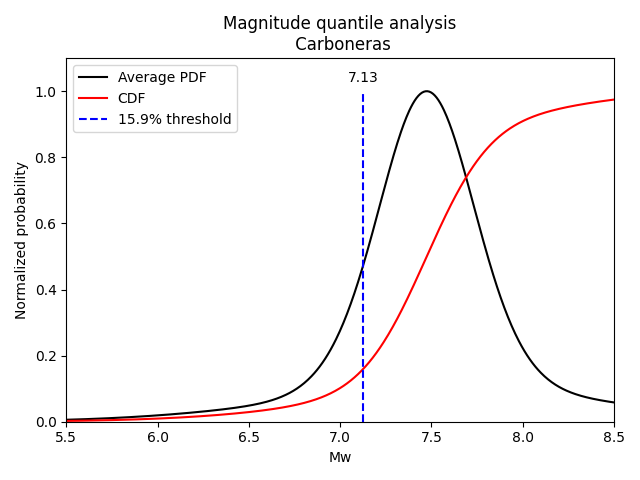 Magnitude quantile analysis
Carboneras
7.13
Average PDF
CDF
15.9% threshold
Normalized probability
1.0
0.8
0.6
0.4
0.2
0.0
5.5 6.0 6.5 7.0 7.5 8.0 8.5
Mw